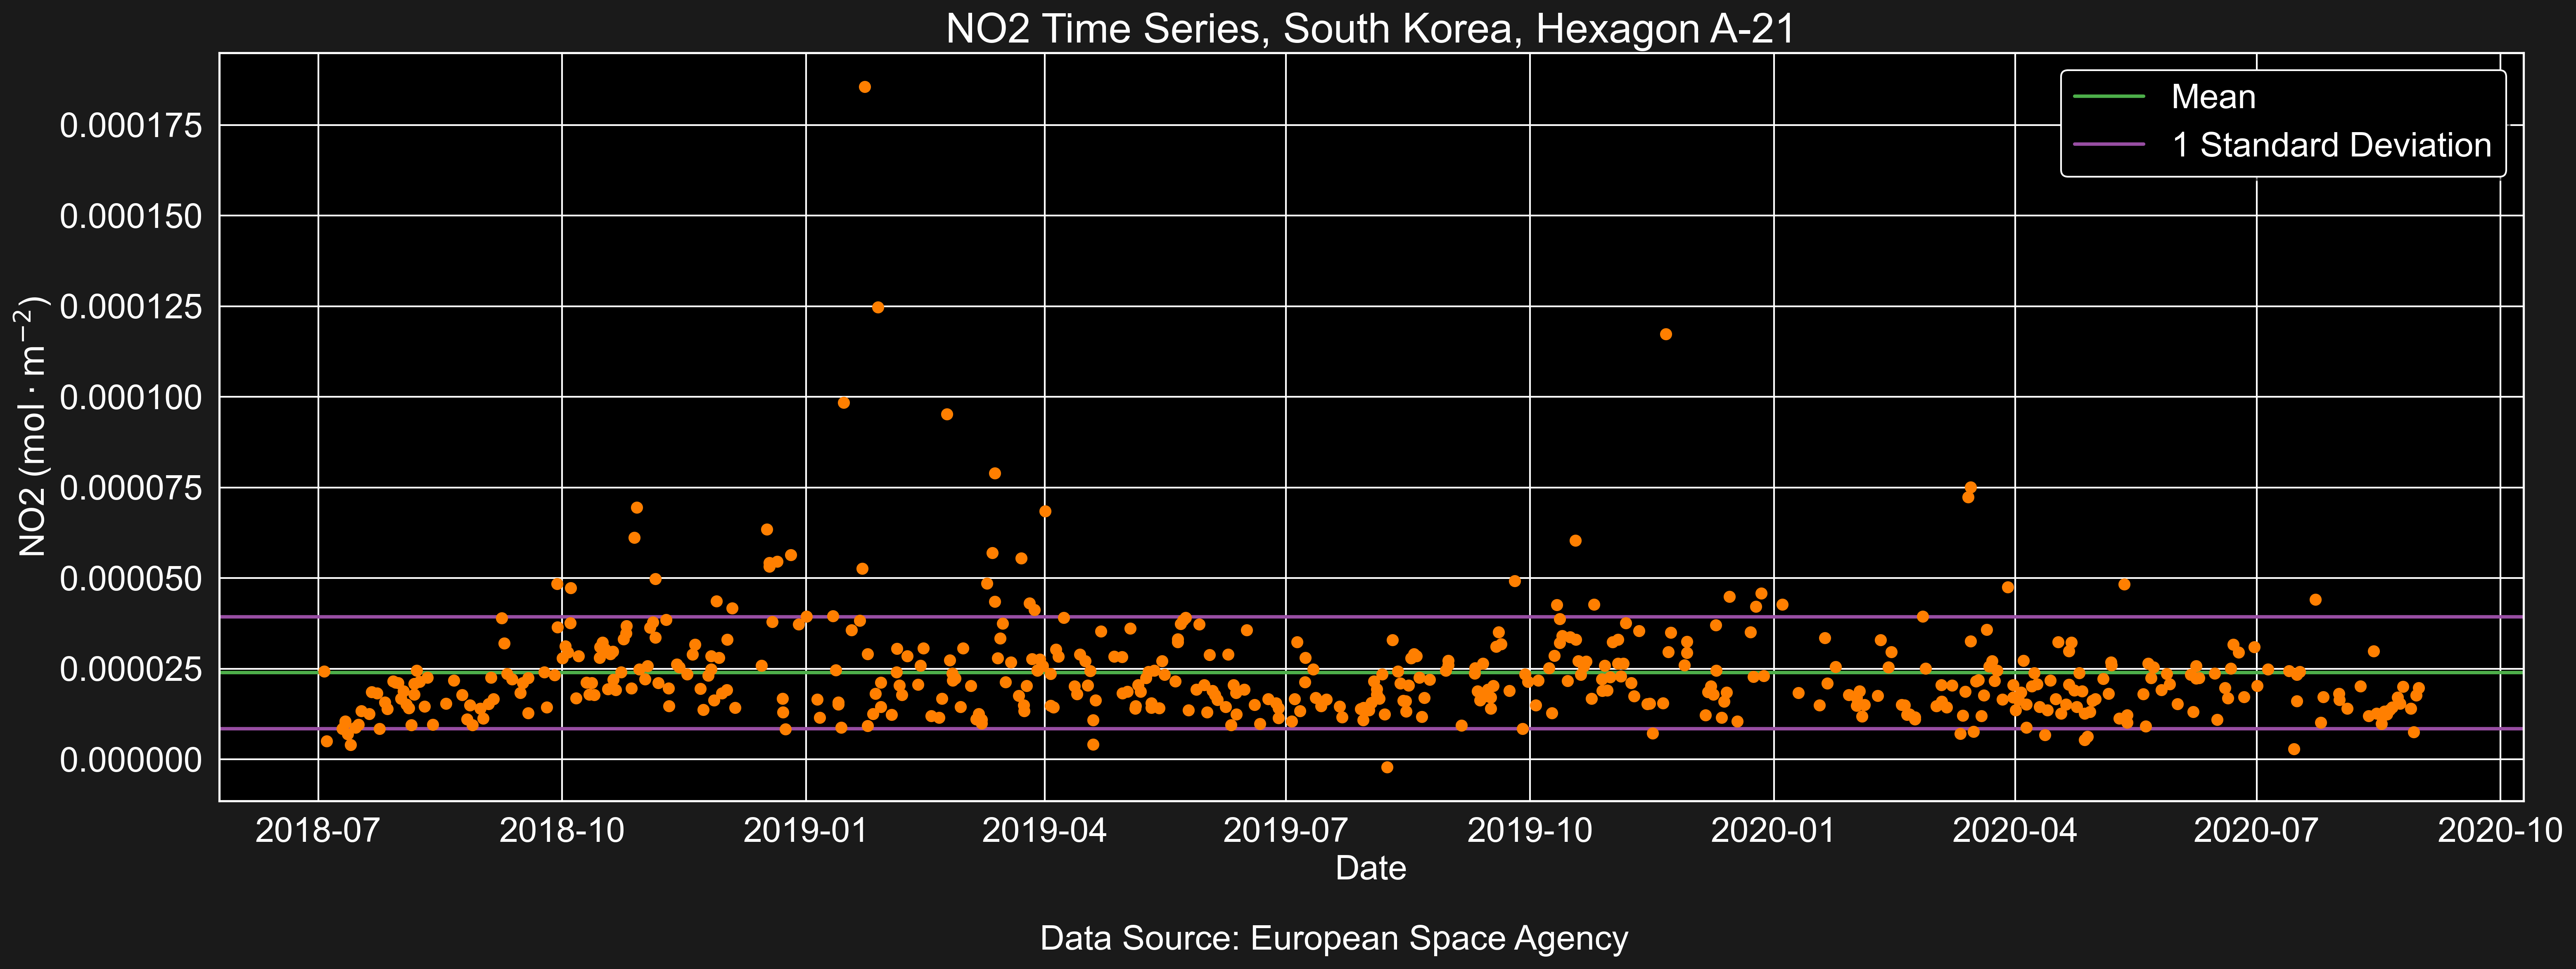 NO2 Time Series, South Korea, Hexagon A-21
Mean
1 Standard Deviation
NO2 (mol · m⁻²)
0.000175
0.000150
0.000125
0.000100
0.000075
0.000050
0.000025
0.000000
2018-07 2018-10 2019-01 2019-04 2019-07 2019-10 2020-01 2020-04 2020-07 2020-10
Date
Data Source: European Space Agency